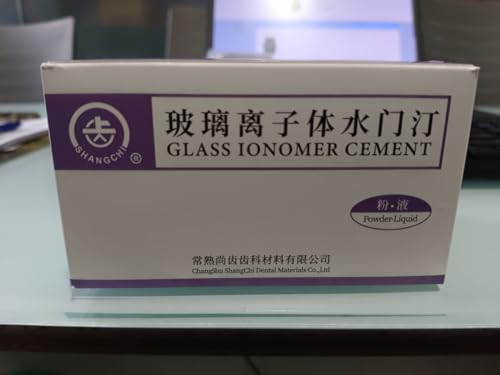 齿
SHANGCHI ®
玻璃离子体水门汀
GLASS IONOMER CEMENT
粉·液
Powder-Liquid
常熟尚齿齿科材料有限公司
ChangShu ShangChi Dental Materials Co.,Ltd